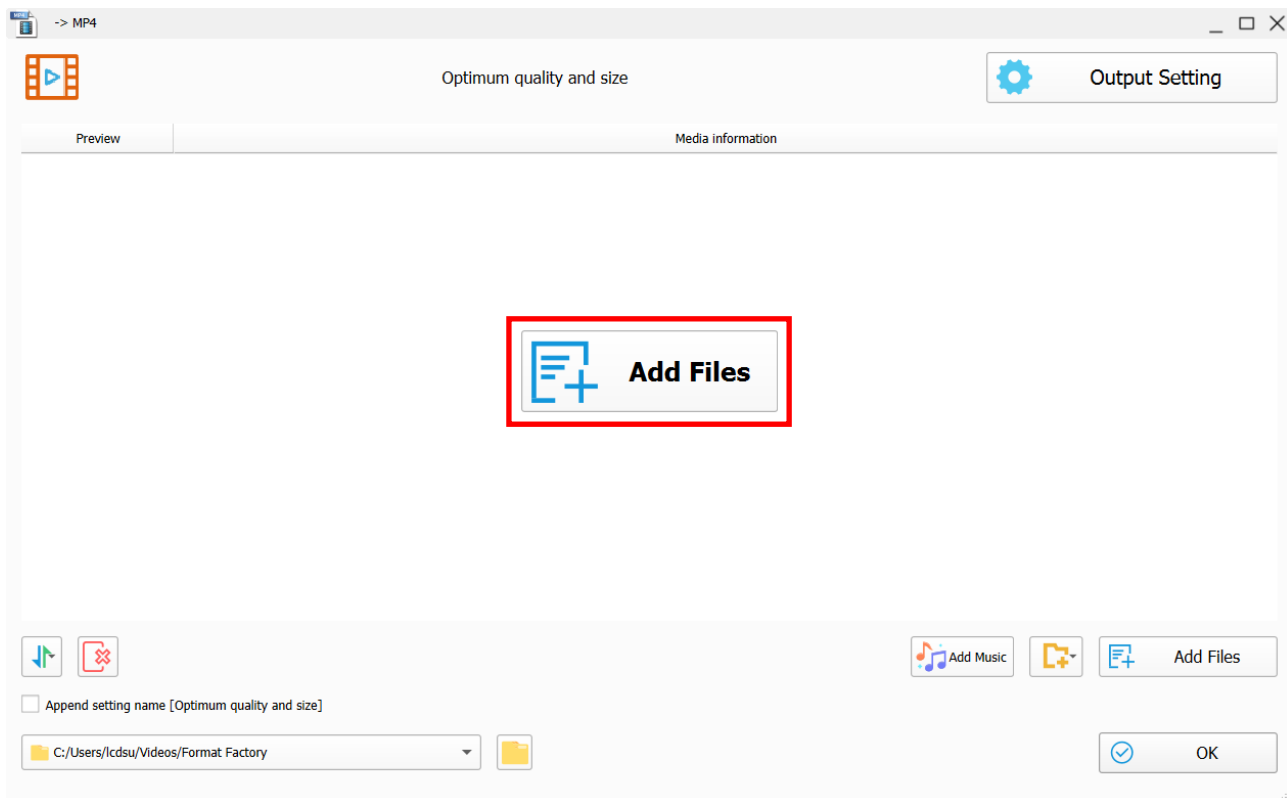 -> MP4
Optimum quality and size
Output Setting
Preview
Media information
Add Files
Add Music
Add Files
Append setting name [Optimum quality and size]
C:/Users/lcdsu/Videos/Format Factory
OK